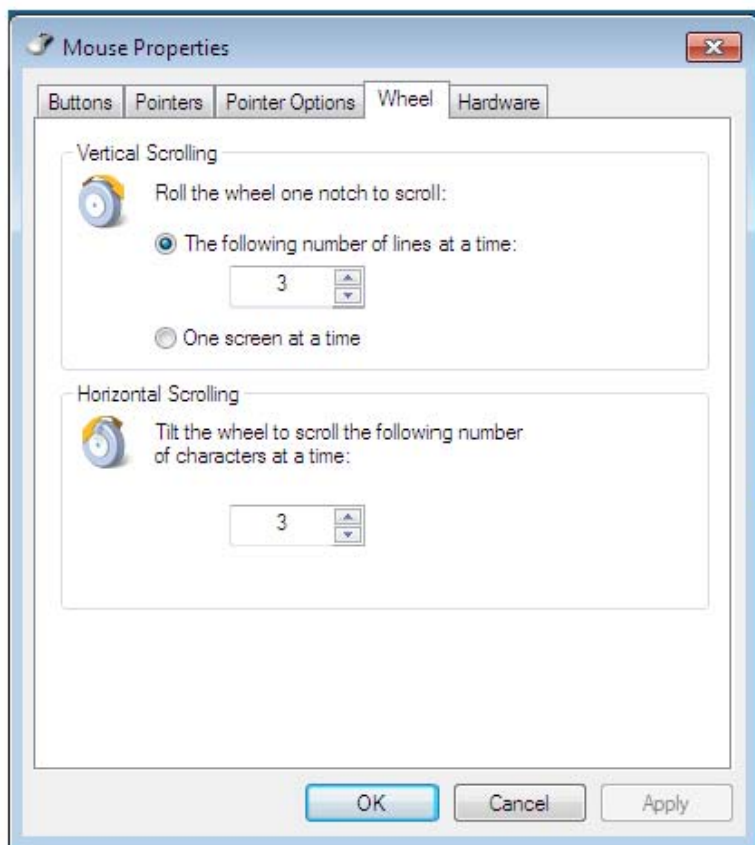 Mouse Properties
Buttons Pointers Pointer Options Wheel Hardware
Vertical Scrolling
Roll the wheel one notch to scroll:
The following number of lines at a time:
3
One screen at a time
Horizontal Scrolling
Tilt the wheel to scroll the following number
of characters at a time:
3
OK Cancel Apply